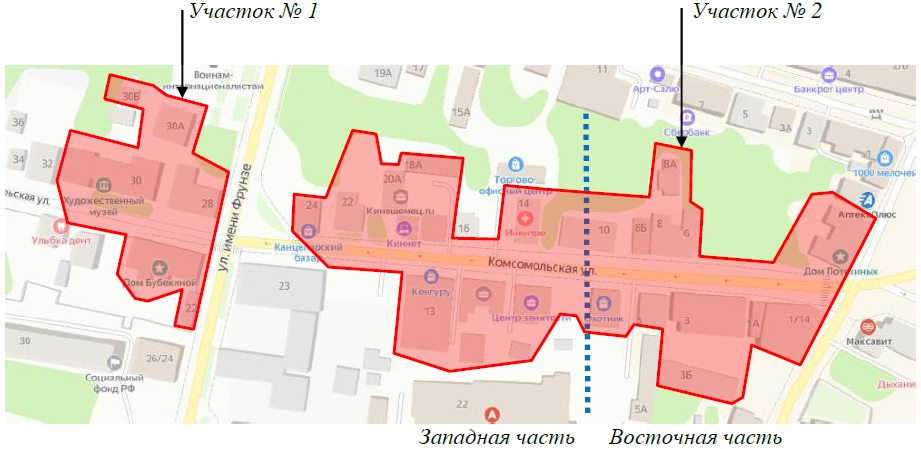 Участок № 1
Участок № 2
Воинам-
интернационалистам
19А
11
Арт-Салон
Банкрот центр
4
7
5
3А
3
1
2
36
30Б
30А
15А
Сбербанк
34
32
30
Художественный
музей
28
ул. имени Фрунзе
18А
20А
Кинешемец.ru
24
22
16
Кинпет
Канцелярский
базар
Торгово-
офисный центр
14
Инвитро
10
8А
8Б
8
6
1000 мелочей
Аптека Плюс
Дом Потехиных
льская ул.
Улыбка дент
Дом Бубекиной
22
23
Комсомольская ул.
Кенгуру
13
Центр занятости
Охотник
5
3
1А
1/14
Максавит
30
26/24
Социальный
фонд РФ
22
3Б
5А
Дыхани
Западная часть
Восточная часть